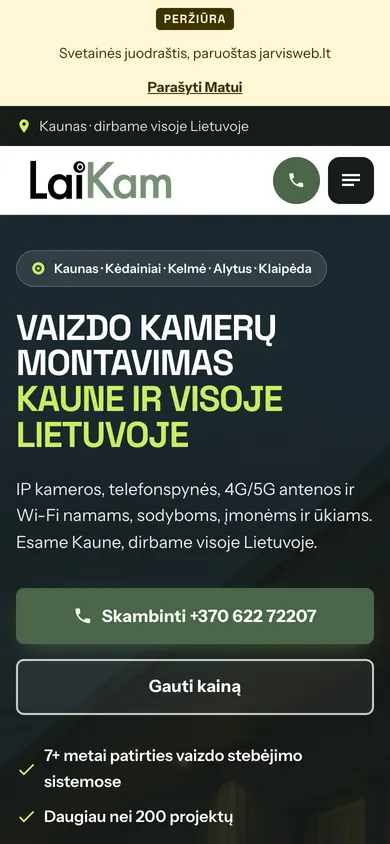 PERŽIŪRA
Svetainės juodraštis, paruoštas jarvisweb.lt
Parašyti Matui
Kaunas · dirbame visoje Lietuvoje
LaiKam
Kaunas · Kėdainiai · Kelmė · Alytus · Klaipėda
VAIZDO KAMERŲ
MONTAVIMAS
KAUNE IR VISOJE
LIETUVOJE
IP kameros, telefonspynės, 4G/5G antenos ir
Wi-Fi namams, sodyboms, įmonėms ir ūkiams.
Esame Kaune, dirbame visoje Lietuvoje.
Skambinti +370 622 72207
Gauti kainą
7+ metai patirties vaizdo stebėjimo
sistemose
Daugiau nei 200 projektų